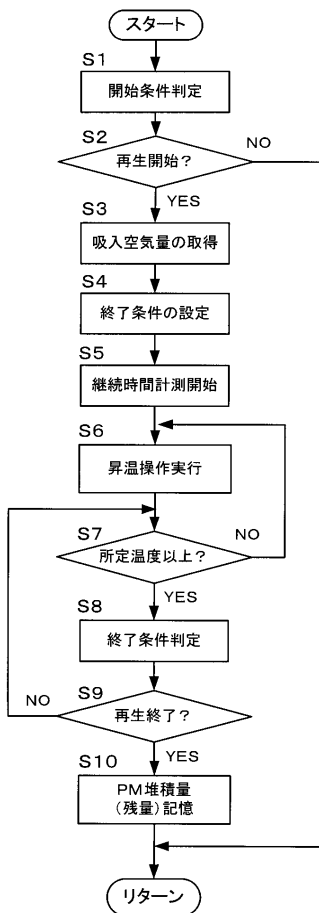 スタート
S1
開始条件判定
S2
再生開始?
NO
YES
S3
吸入空気量の取得
S4
終了条件の設定
S5
継続時間計測開始
S6
昇温操作実行
S7
所定温度以上?
NO
YES
S8
終了条件判定
S9
NO
再生終了?
YES
S10
PM堆積量
(残量)記憶
リターン